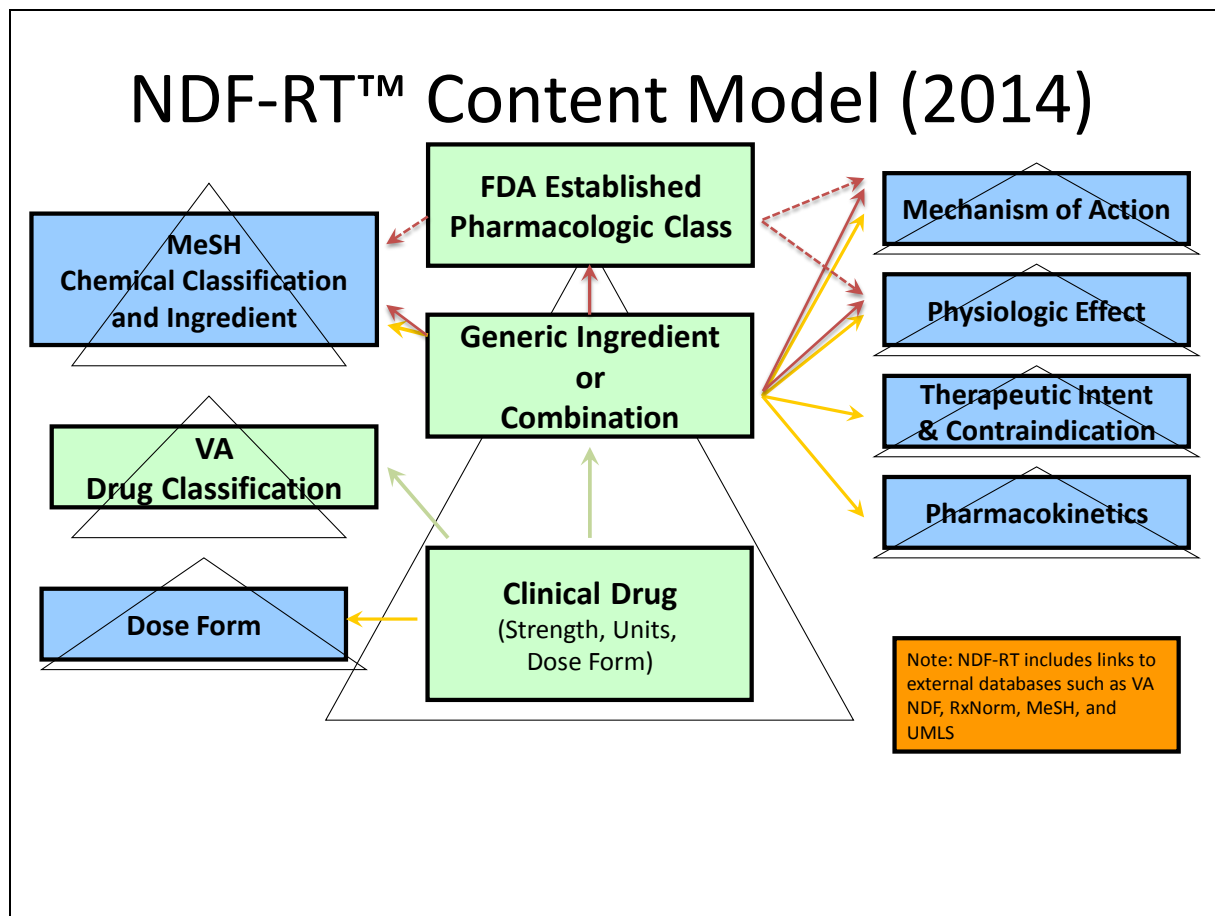 NDF-RT™ Content Model (2014)
FDA Established
Pharmacologic Class
MeSH
Chemical Classification
and Ingredient
Generic Ingredient
or
Combination
VA
Drug Classification
Dose Form
Clinical Drug
(Strength, Units,
Dose Form)
Mechanism of Action
Physiologic Effect
Therapeutic Intent
& Contraindication
Pharmacokinetics
Note: NDF-RT includes links to
external databases such as VA
NDF, RxNorm, MeSH, and
UMLS